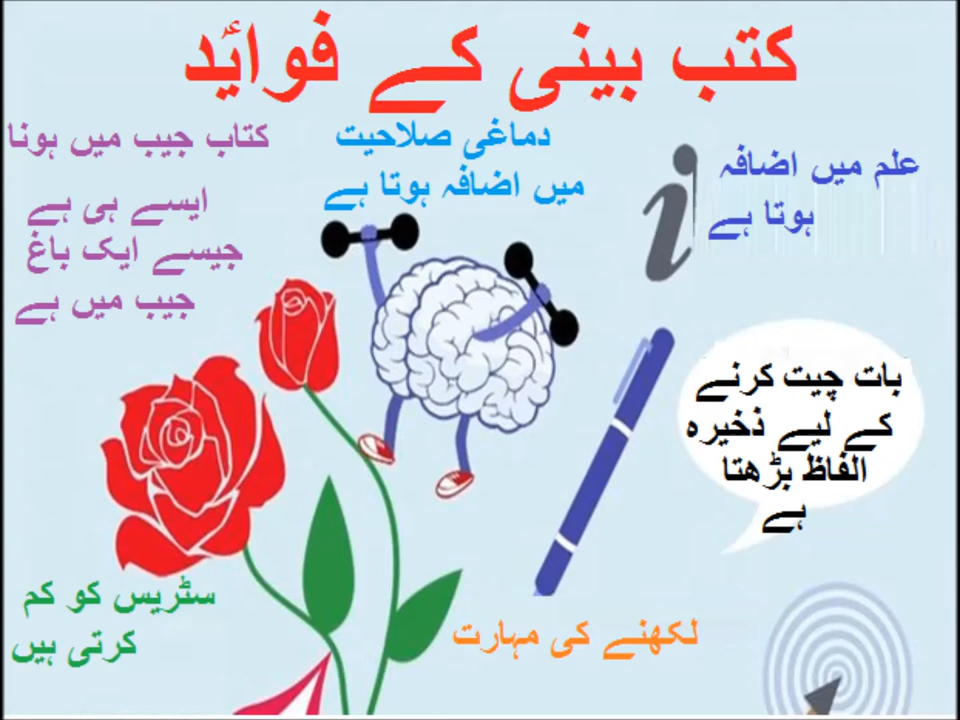 کتب بینی کے فوائد
علم میں اضافہ
ہوتا ہے
دماغی صلاحیت
میں اضافہ ہوتا ہے
کتاب جیب میں ہونا
ایسے ہی ہے
جیسے ایک باغ
جیب میں ہے
بات چیت کرنے
کے لیے ذخیرہ
الفاظ بڑھتا
ہے
لکھنے کی مہارت
سٹریس کو کم
کرتی ہیں